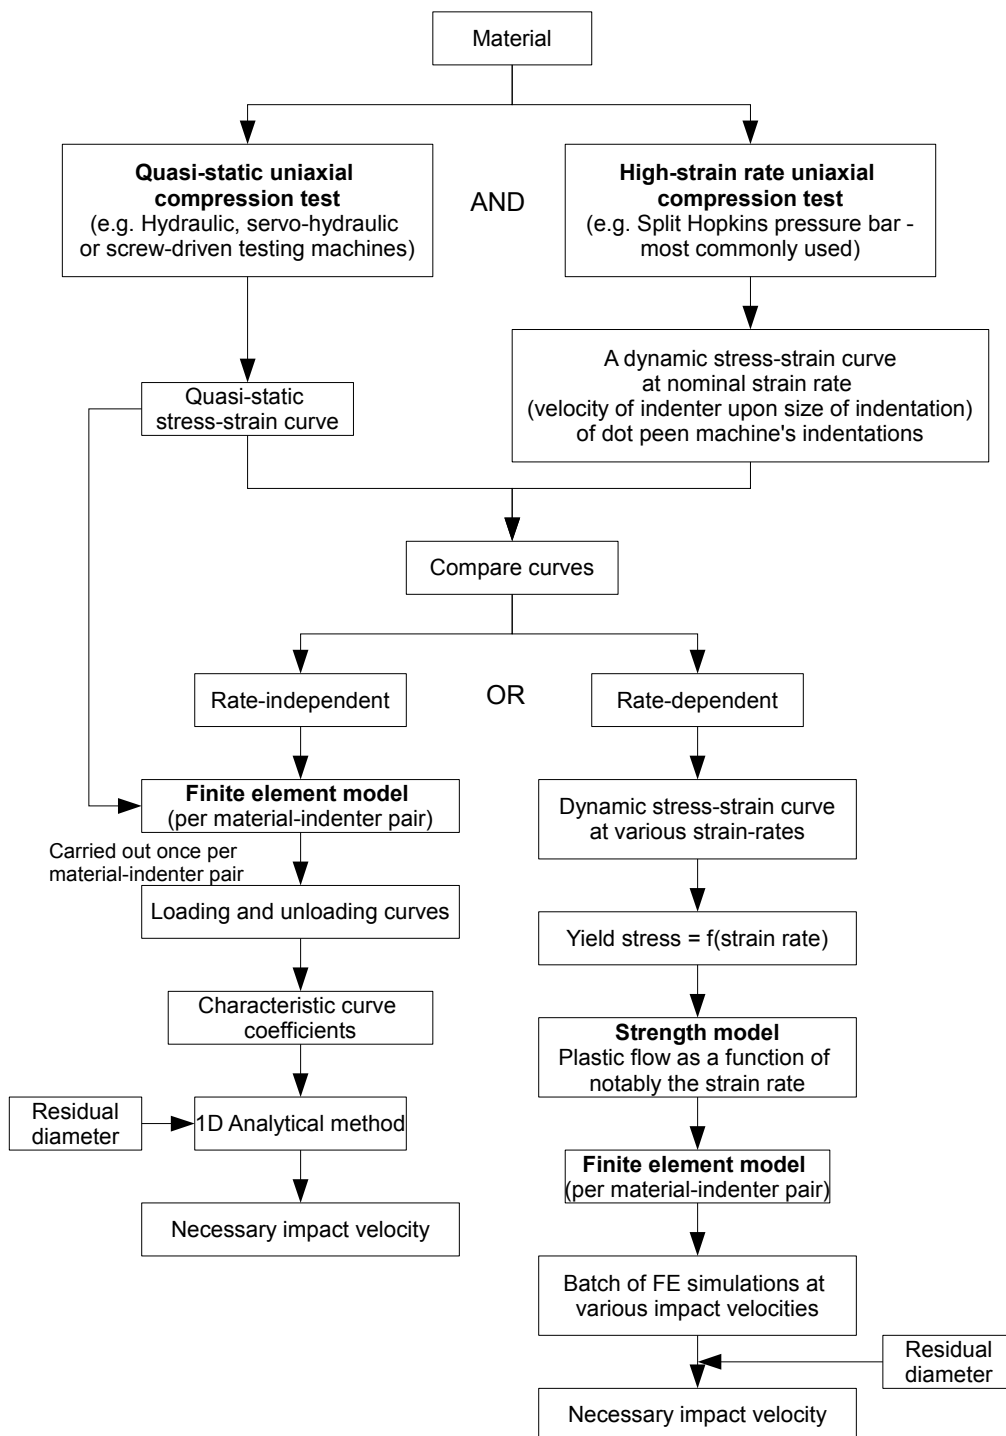 Material
Quasi-static uniaxial
compression test
(e.g. Hydraulic, servo-hydraulic
or screw-driven testing machines)
AND
High-strain rate uniaxial
compression test
(e.g. Split Hopkins pressure bar -
most commonly used)
Quasi-static
stress-strain curve
A dynamic stress-strain curve
at nominal strain rate
(velocity of indenter upon size of indentation)
of dot peen machine's indentations
Compare curves
Rate-independent
OR
Rate-dependent
Finite element model
(per material-indenter pair)
Carried out once per
material-indenter pair
Loading and unloading curves
Characteristic curve
coefficients
Residual
diameter
1D Analytical method
Necessary impact velocity
Dynamic stress-strain curve
at various strain-rates
Yield stress = f(strain rate)
Strength model
Plastic flow as a function of
notably the strain rate
Finite element model
(per material-indenter pair)
Batch of FE simulations at
various impact velocities
Residual
diameter
Necessary impact velocity